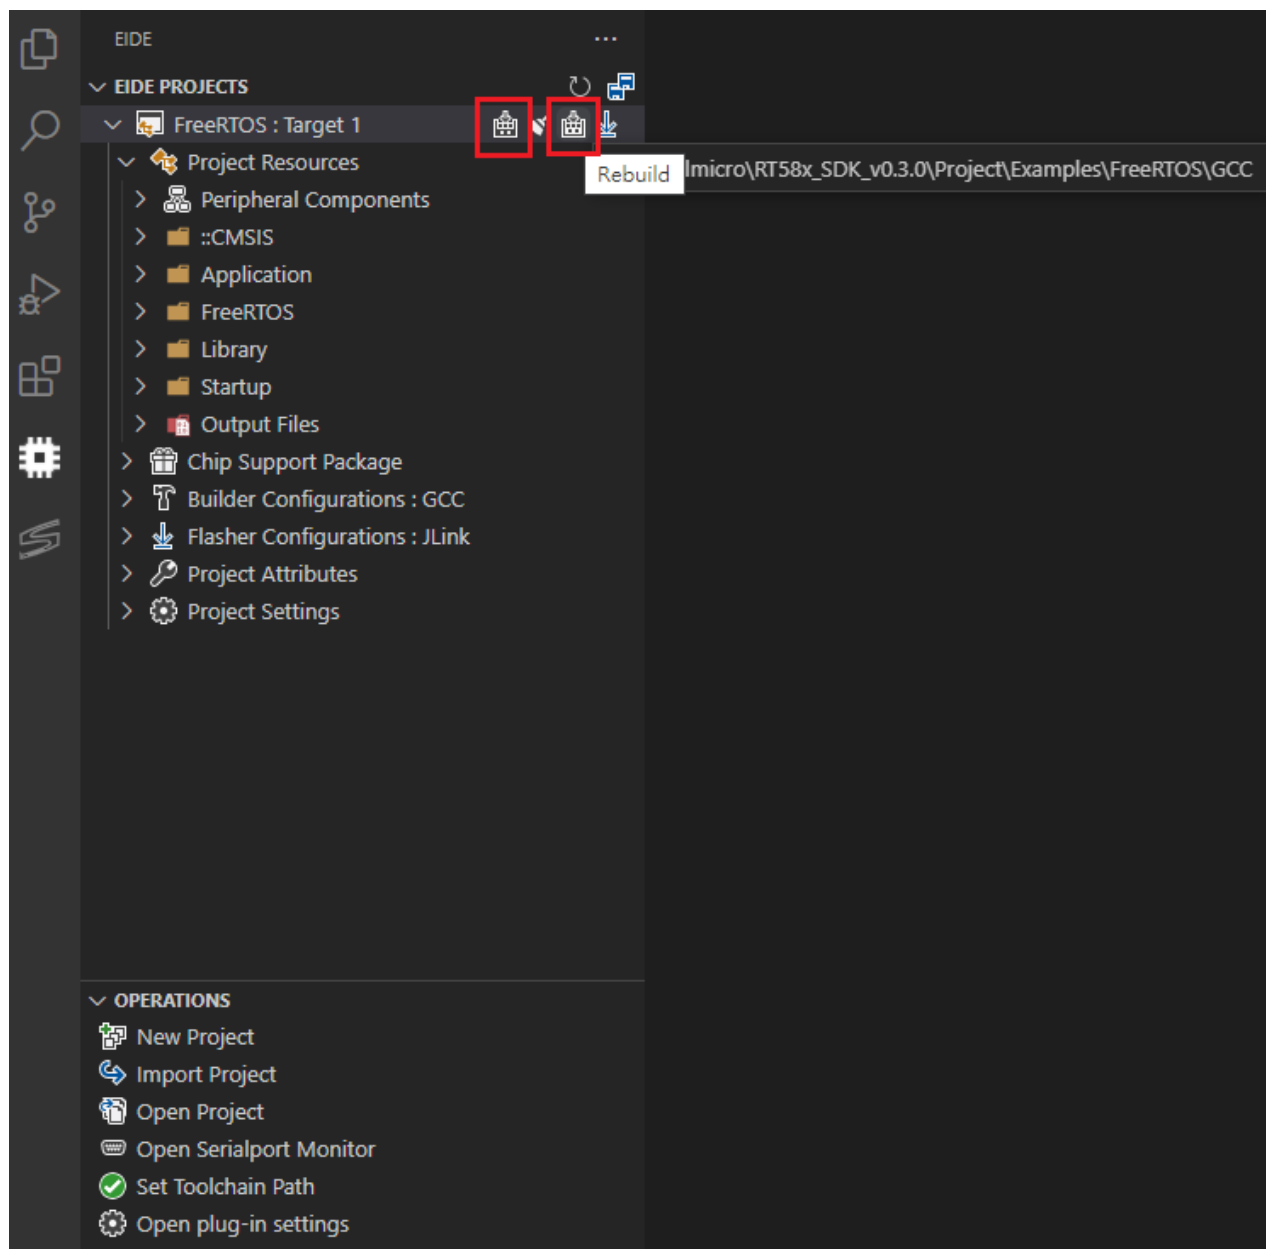 EIDE
EIDE PROJECTS
FreeRTOS : Target 1
Project Resources
Rebuild
lmicro\RT58x_SDK_v0.3.0\Project\Examples\FreeRTOS\GCC
Peripheral Components
::CMSIS
Application
FreeRTOS
Library
Startup
Output Files
Chip Support Package
Builder Configurations : GCC
Flasher Configurations : JLink
Project Attributes
Project Settings
OPERATIONS
New Project
Import Project
Open Project
Open Serialport Monitor
Set Toolchain Path
Open plug-in settings